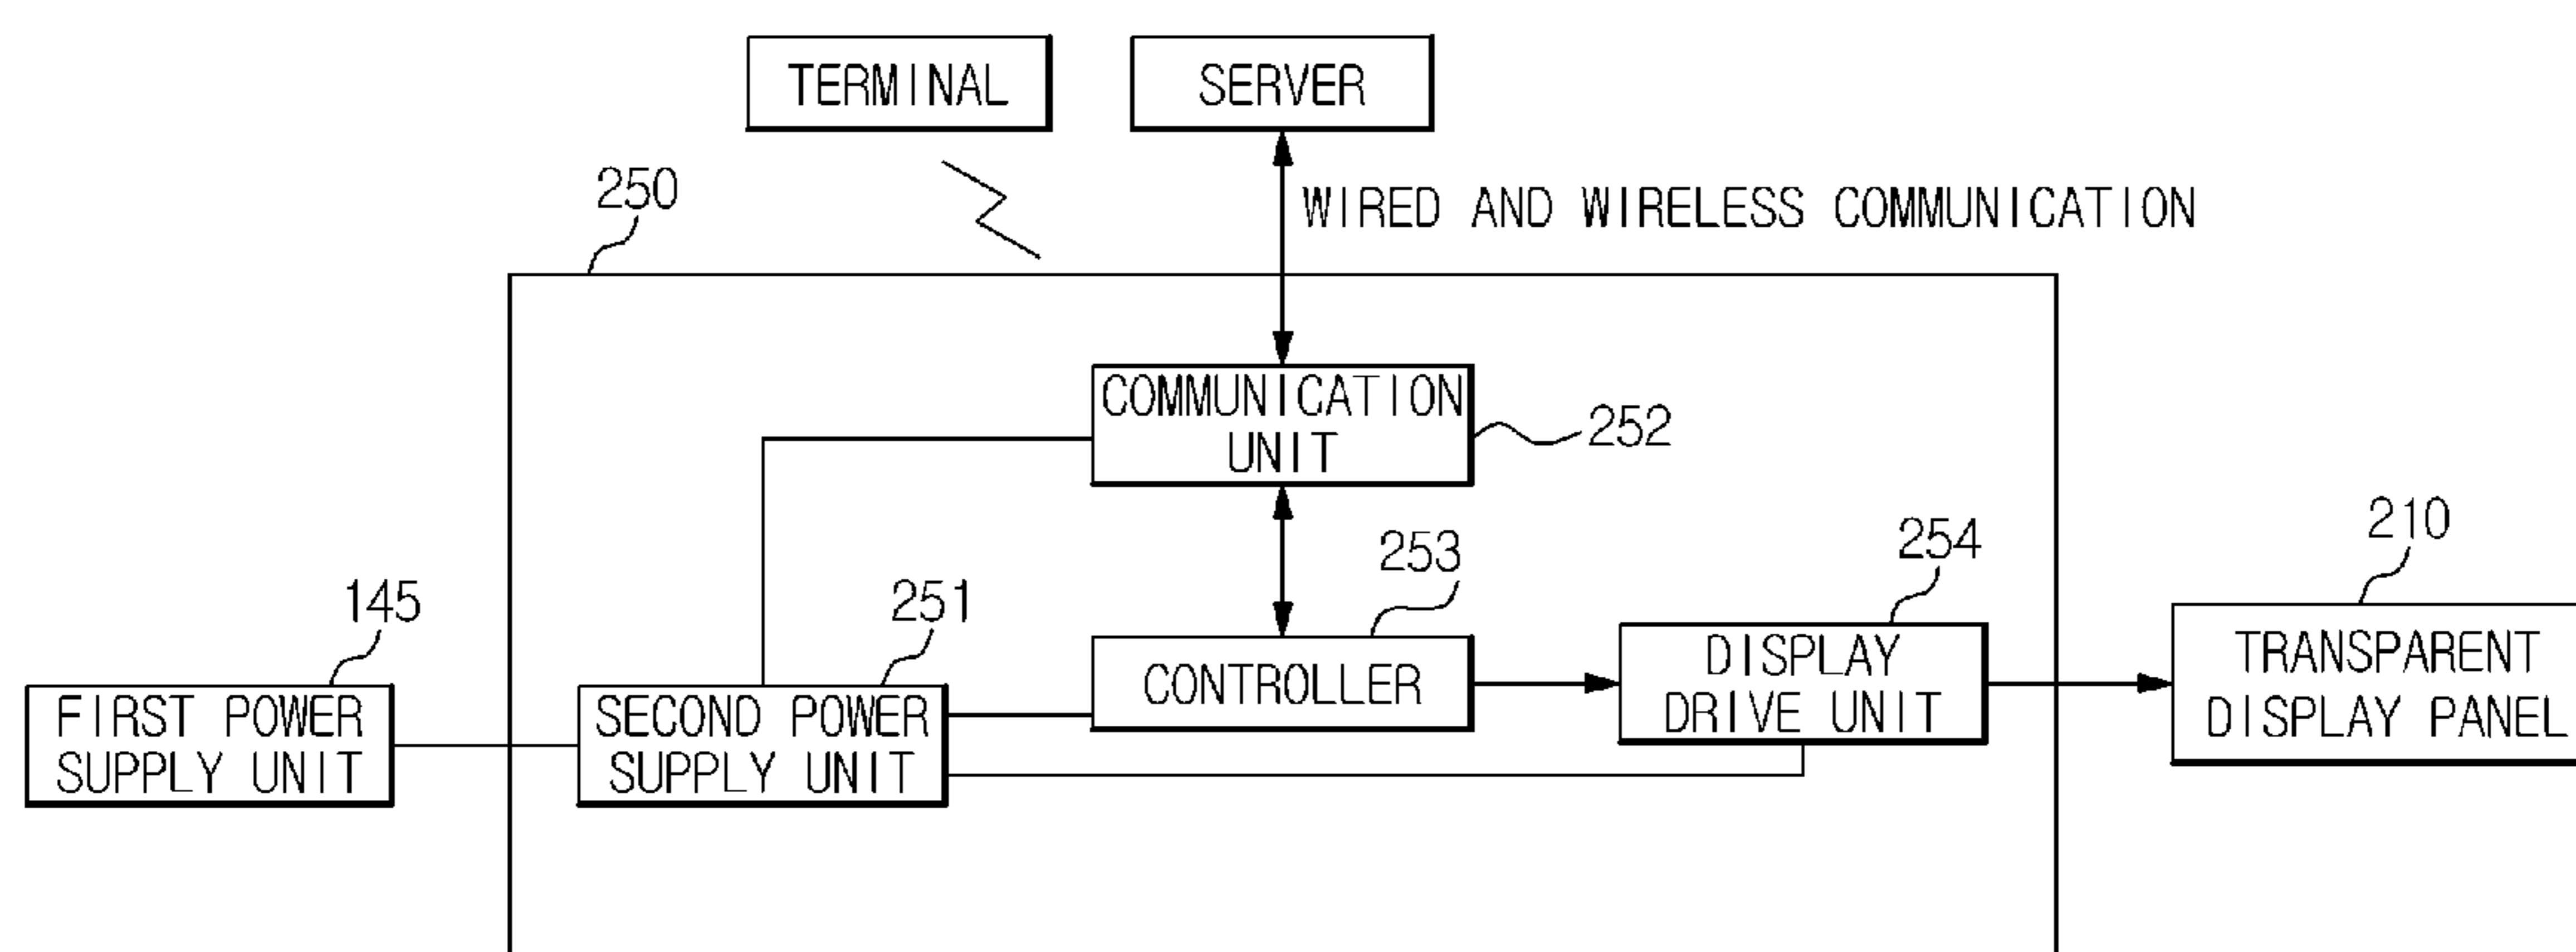 TERMINAL
SERVER
250
WIRED AND WIRELESS COMMUNICATION
COMMUNICATION
UNIT
252
210
254
253
251
145
TRANSPARENT
DISPLAY PANEL
DISPLAY
DRIVE UNIT
CONTROLLER
SECOND POWER
SUPPLY UNIT
FIRST POWER
SUPPLY UNIT